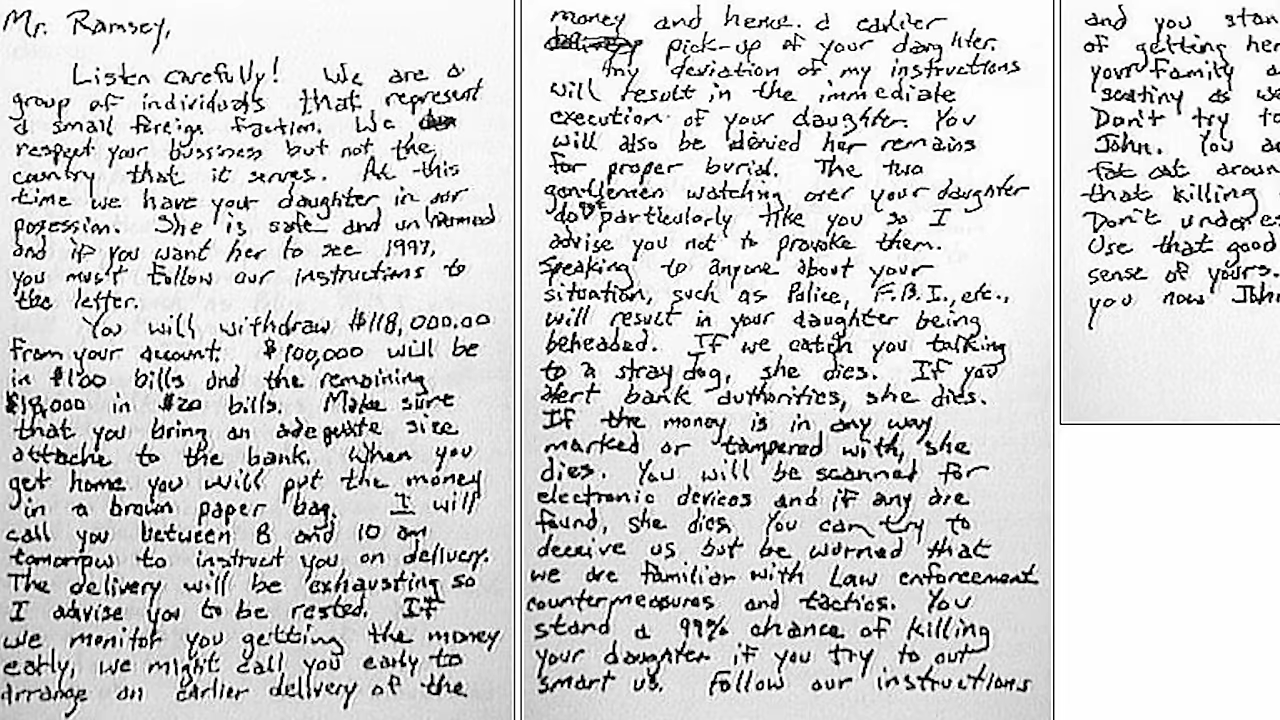 Mr. Ramsey,
Listen carefully! We are a
group of individuals that represent
a small foreign faction. We
respect your bussiness but not the
country that it serves. At this
time we have your daughter in our
posession. She is safe and unharmed
and if you want her to see 1997,
you must follow our instructions to
the letter.
You will withdraw $118,000.00
from your account. $100,000 will be
in $100 bills and the remaining
$18,000 in $20 bills. Make sure
that you bring an adequate size
attache to the bank. When you
get home you will put the money
in a brown paper bag. I will
call you between 8 and 10 am
tomorrow to instruct you on delivery.
The delivery will be exhausting so
I advise you to be rested. If
we monitor you getting the money
early, we might call you early to
arrange an earlier delivery of the
money and hence. a earlier
pick-up of your daughter.
Any deviation of my instructions
will result in the immediate
execution of your daughter. You
will also be denied her remains
for proper burial. The two
gentlemen watching over your daughter
do not particularly like you so I
advise you not to provoke them.
Speaking to anyone about your
situation, such as Police, F.B.I., etc.,
will result in your daughter being
beheaded. If we catch you talking
to a stray dog, she dies. If you
alert bank authorities, she dies.
If the money is in any way
marked or tampered with, she
dies. You will be scanned for
electronic devices and if any are
found, she dies. You can try to
deceive us but be warned that
we are familiar with Law enforcement
countermeasures and tactics. You
stand a 99% chance of killing
your daughter if you try to out
smart us. Follow our instructions
and you stan
of getting her
your family a
scutiny as we
Don't try to
John. You a
fat cat aroun
that killing
Don't undere
Use that good
sense of yours.
you now John